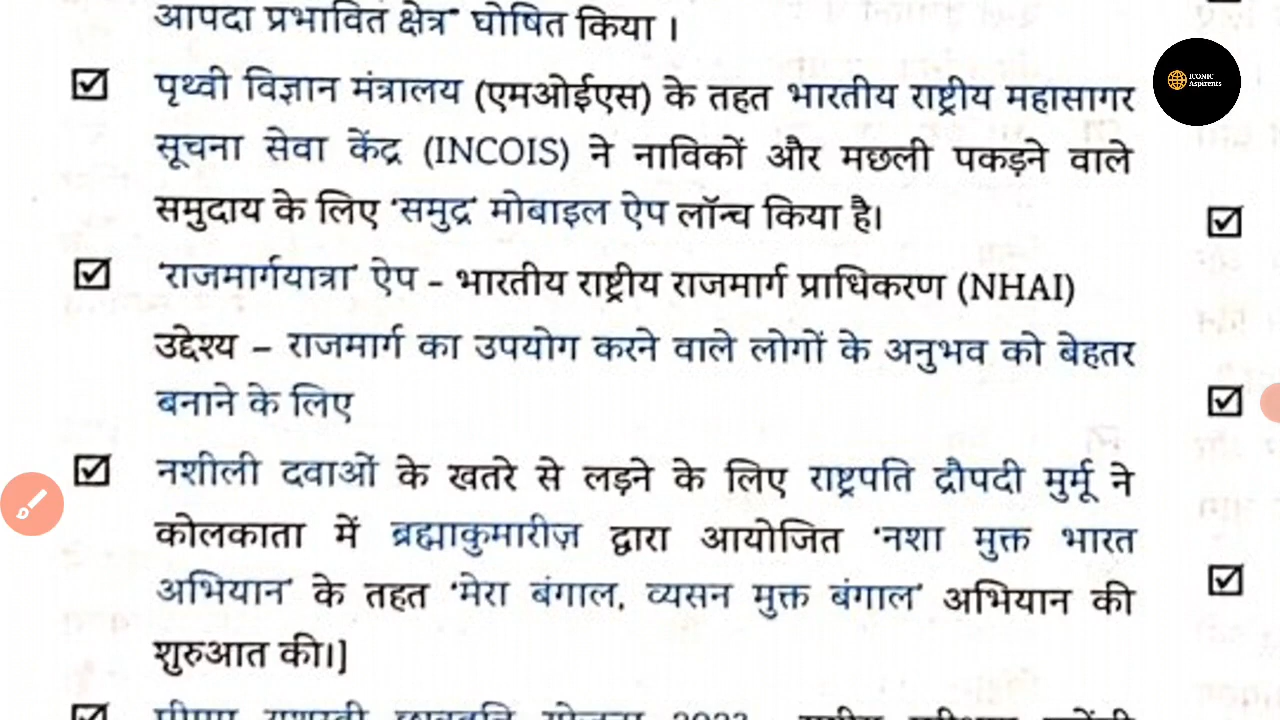 आपदा प्रभावित क्षेत्र" घोषित किया ।
पृथ्वी विज्ञान मंत्रालय (एमओईएस) के तहत भारतीय राष्ट्रीय महासागर
सूचना सेवा केंद्र (INCOIS) ने नाविकों और मछली पकड़ने वाले
समुदाय के लिए 'समुद्र' मोबाइल ऐप लॉन्च किया है।
'राजमार्गयात्रा' ऐप – भारतीय राष्ट्रीय राजमार्ग प्राधिकरण (NHAI)
उद्देश्य – राजमार्ग का उपयोग करने वाले लोगों के अनुभव को बेहतर
बनाने के लिए
नशीली दवाओं के खतरे से लड़ने के लिए राष्ट्रपति द्रौपदी मुर्मू ने
कोलकाता में ब्रह्माकुमारीज़ द्वारा आयोजित 'नशा मुक्त भारत
अभियान' के तहत 'मेरा बंगाल, व्यसन मुक्त बंगाल' अभियान की
शुरुआत की।]
ICONIC
Aspirents